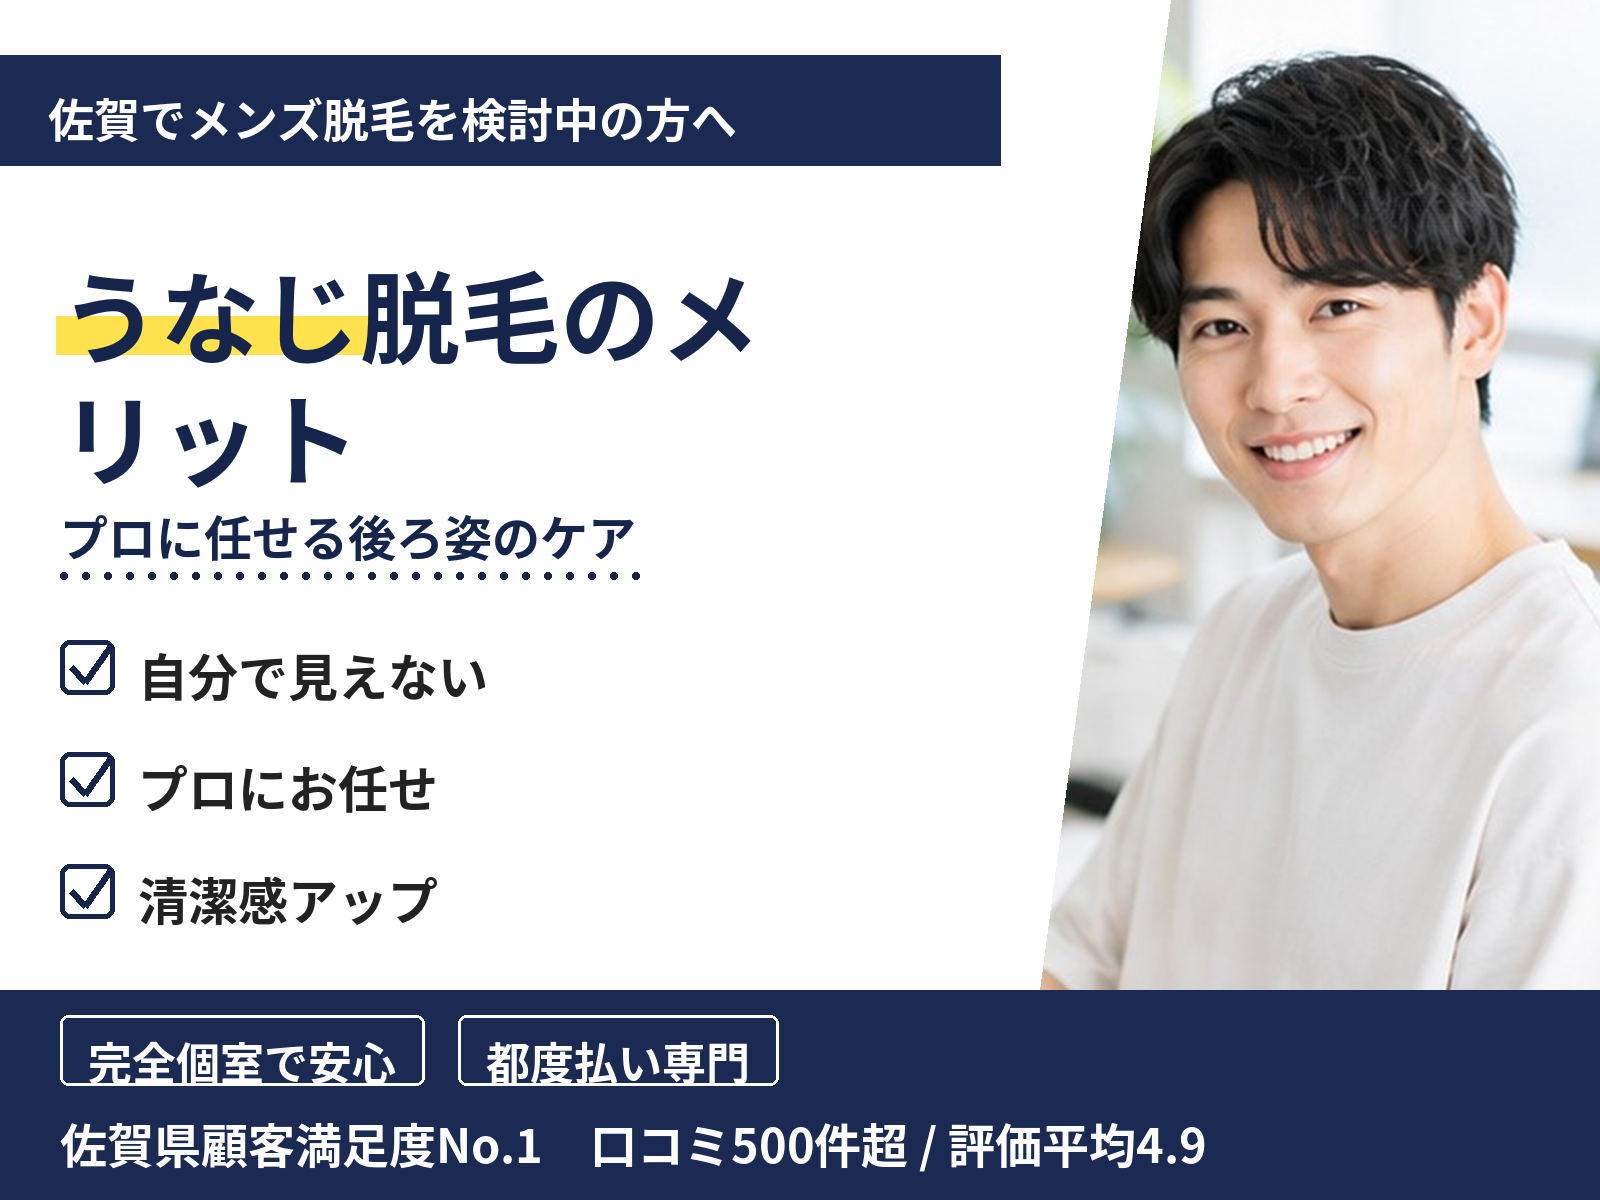 佐賀でメンズ脱毛を検討中の方へ
うなじ脱毛のメ
リット
プロに任せる後ろ姿のケア
自分で見えない
プロにお任せ
清潔感アップ
完全個室で安心
都度払い専門
佐賀県顧客満足度No.1　口コミ500件超 / 評価平均4.9